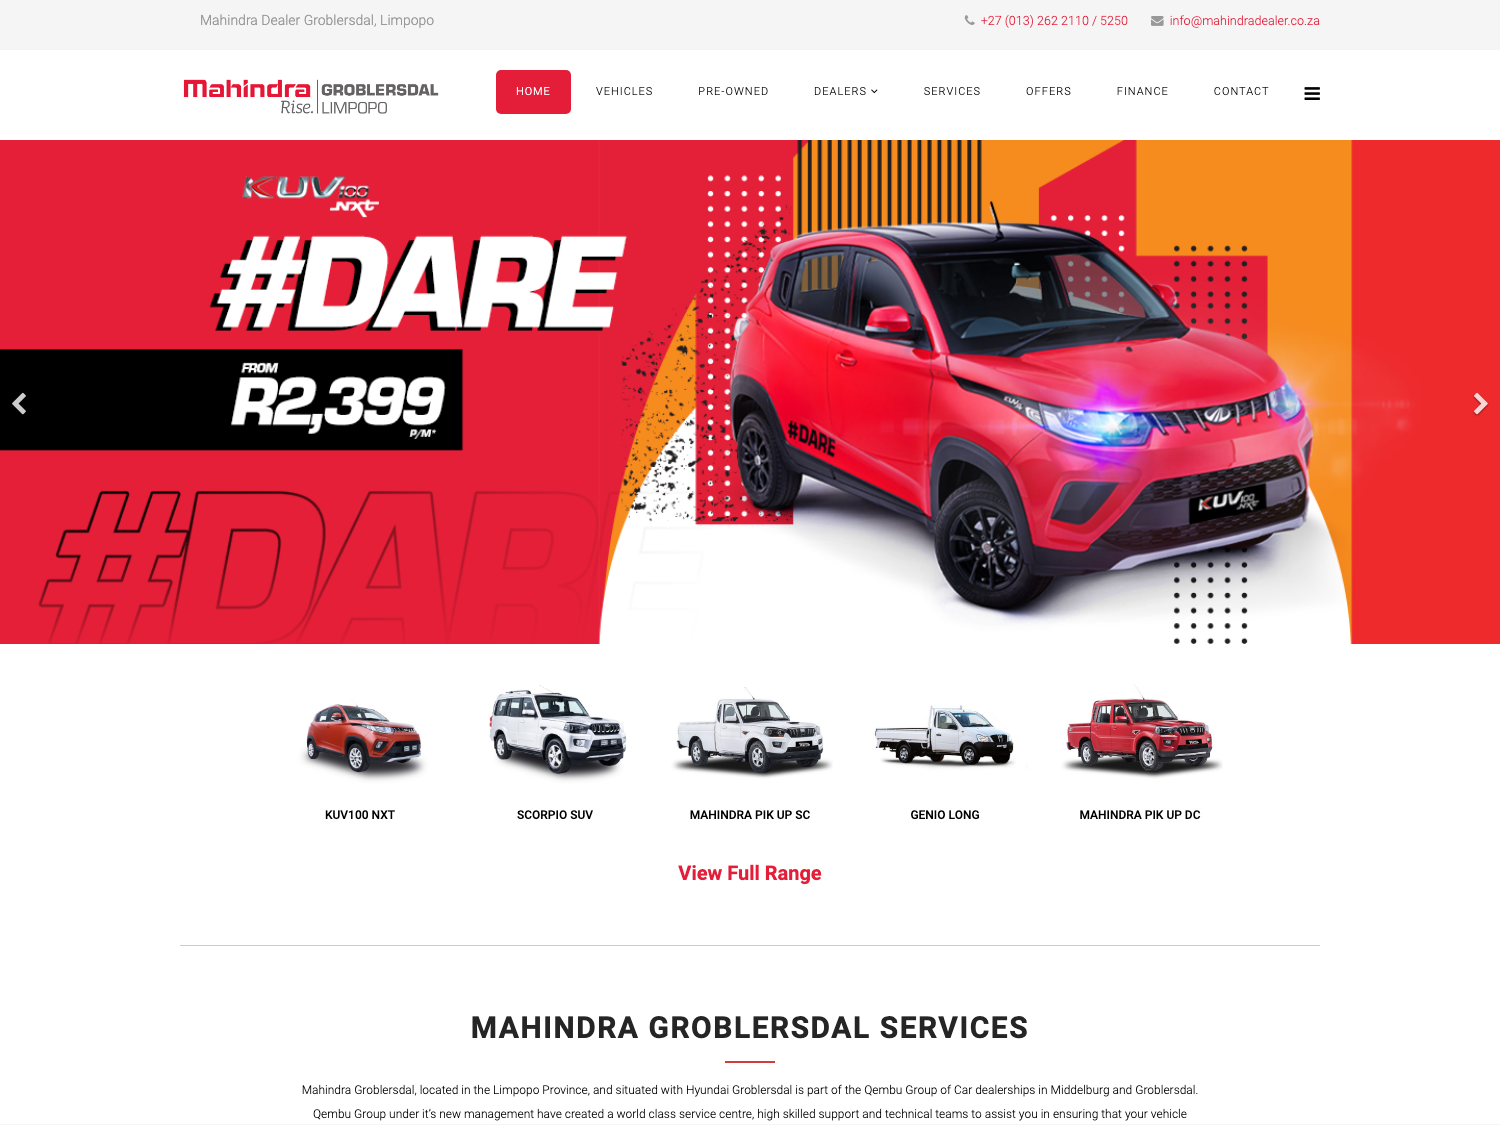 Mahindra Dealer Groblersdal, Limpopo
+27 (013) 262 2110 / 5250
info@mahindradealer.co.za
Mahindra
Rise.
GROBLERSDAL
LIMPOPO
HOME
VEHICLES
PRE-OWNED
DEALERS
SERVICES
OFFERS
FINANCE
CONTACT
KUV100
NXT
#DARE
FROM
R2,399
P/M*
#DARE
#DARE
KUV100
NXT
KUV100 NXT
SCORPIO SUV
MAHINDRA PIK UP SC
GENIO LONG
MAHINDRA PIK UP DC
View Full Range
MAHINDRA GROBLERSDAL SERVICES
Mahindra Groblersdal, located in the Limpopo Province, and situated with Hyundai Groblersdal is part of the Qembu Group of Car dealerships in Middelburg and Groblersdal.
Qembu Group under it's new management have created a world class service centre, high skilled support and technical teams to assist you in ensuring that your vehicle